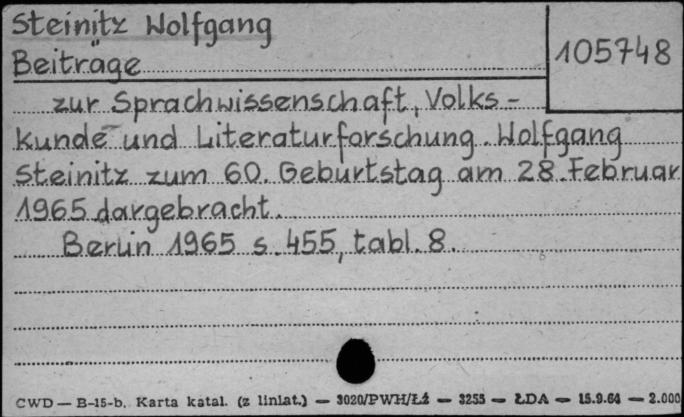 Steinitz Wolfgang
Beiträge
105748
zur Sprachwissenschaft, Volks-
kunde und Literaturforschung. Wolfgang
Steinitz zum 60. Geburtstag am 28. Februar
1965 dargebracht.
Berlin 1965 s. 455, tabl. 8.
CWD — B-15-b. Karta katal. (z liniat.) — 3020/PWH/Łż — 3255 — ŁDA — 15.9.64 — 2.000